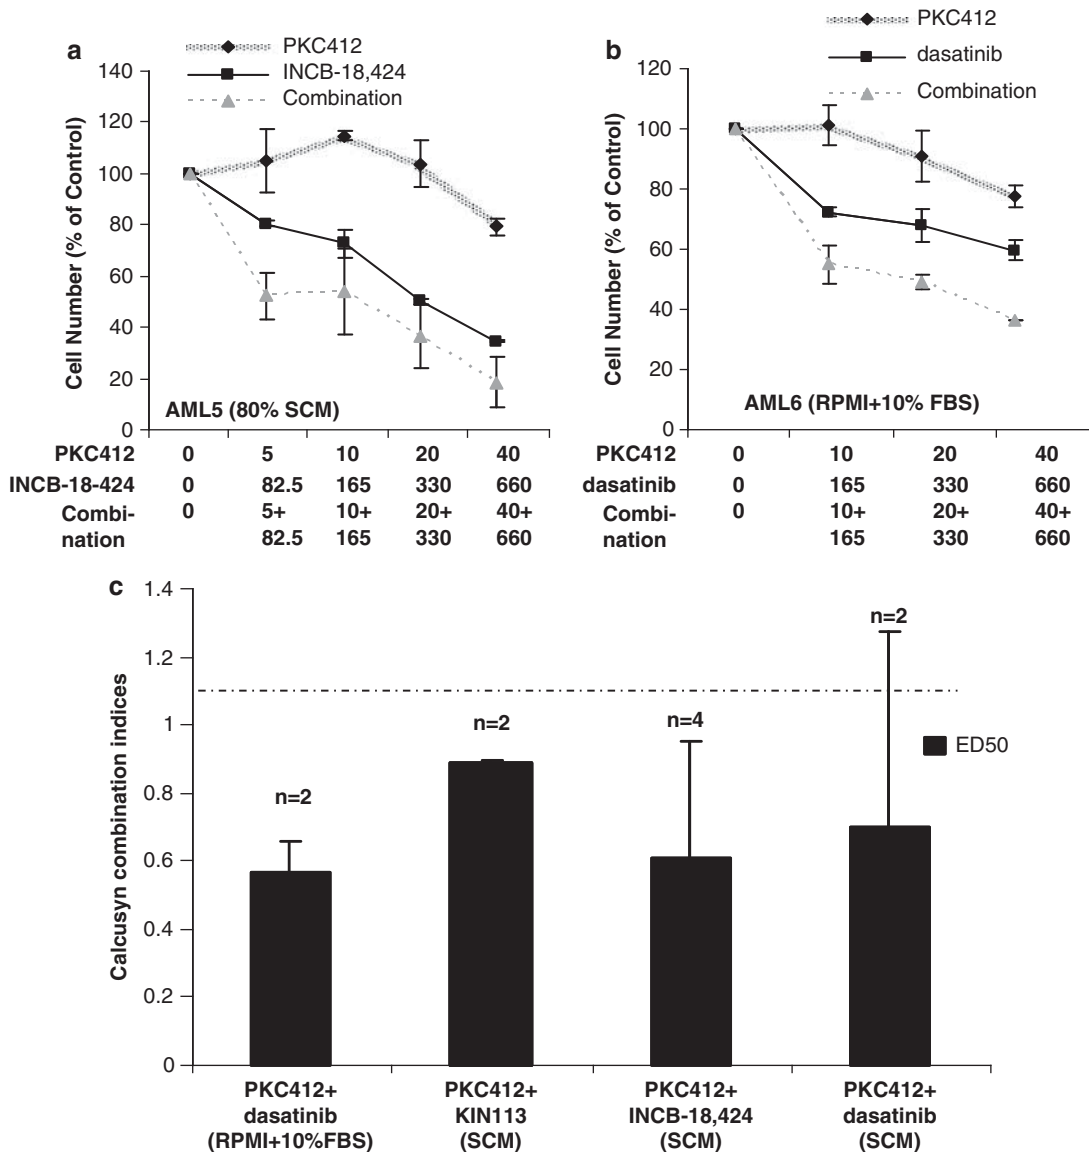 a
PKC412
INCB-18,424
Combination
140
120
100
80
60
40
20
0
Cell Number (% of Control)
AML5 (80% SCM)
PKC412 0 5 10 20 40
INCB-18-424 0 82.5 165 330 660
Combi- 0 5+ 10+ 20+ 40+
nation 82.5 165 330 660
b
PKC412
dasatinib
Combination
120
100
80
60
40
20
0
Cell Number (% of Control)
AML6 (RPMI+10% FBS)
PKC412 0 10 20 40
dasatinib 0 165 330 660
Combi- 0 10+ 20+ 40+
nation 165 330 660
c
1.4
1.2
1
0.8
0.6
0.4
0.2
0
Calcusyn combination indices
n=2
n=2
n=4
n=2
ED50
PKC412+
dasatinib
(RPMI+10%FBS)
PKC412+
KIN113
(SCM)
PKC412+
INCB-18,424
(SCM)
PKC412+
dasatinib
(SCM)